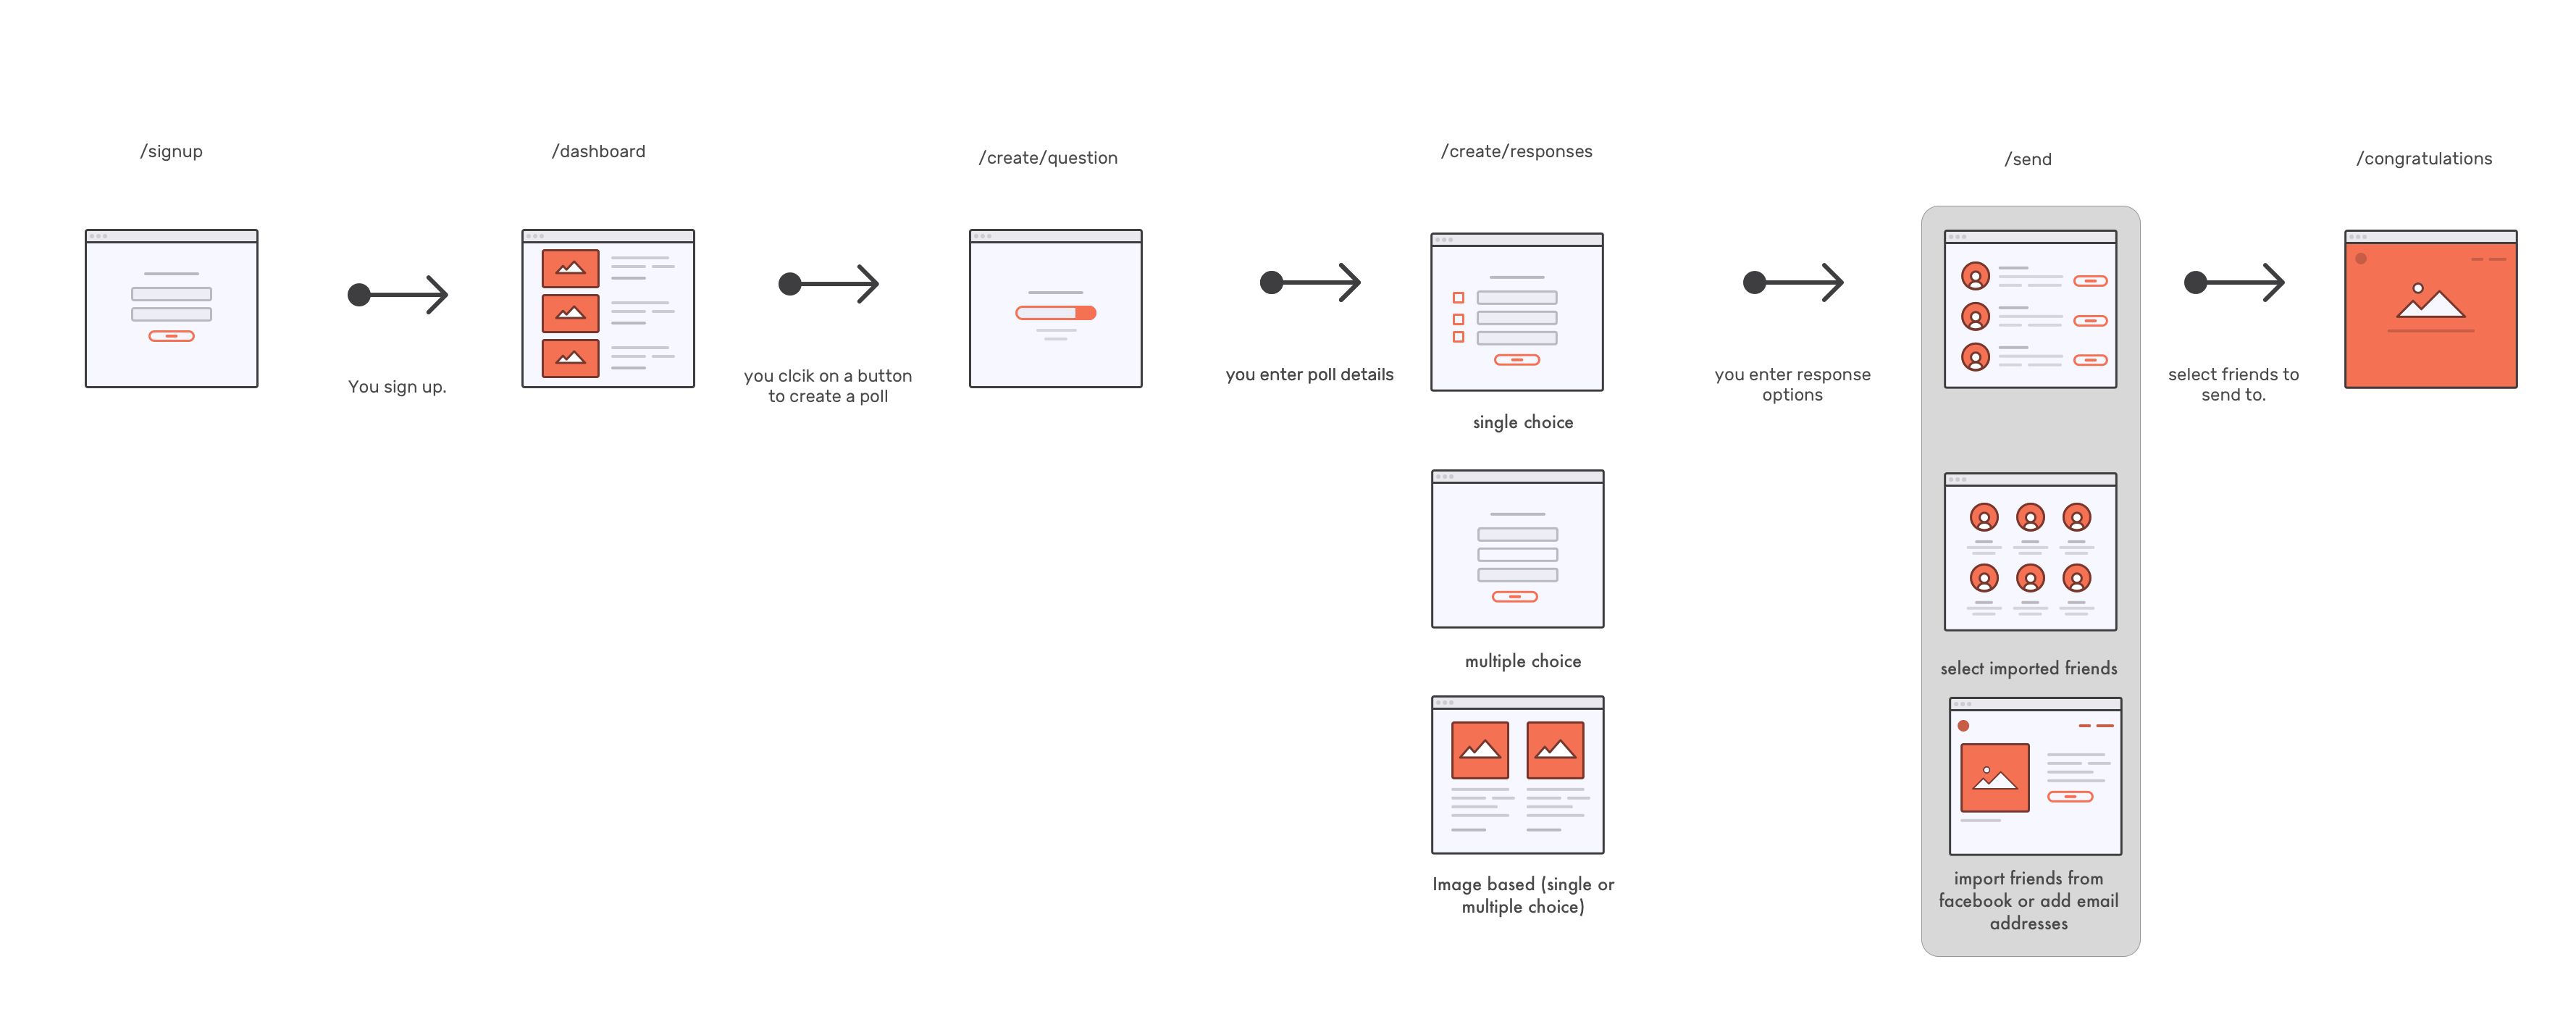 /signup
/dashboard
/create/question
/create/responses
/send
/congratulations
You sign up.
you clcik on a button
to create a poll
you enter poll details
single choice
multiple choice
Image based (single or
multiple choice)
you enter response
options
select imported friends
import friends from
facebook or add email
addresses
select friends to
send to.